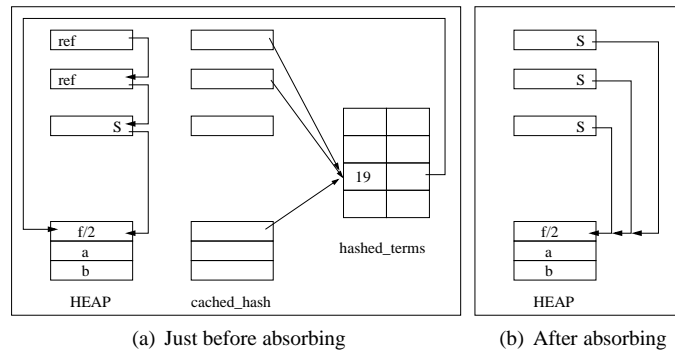 ref
ref
S
19
f/2
a
b
HEAP
cached_hash
hashed_terms
(a) Just before absorbing
S
S
S
f/2
a
b
HEAP
(b) After absorbing